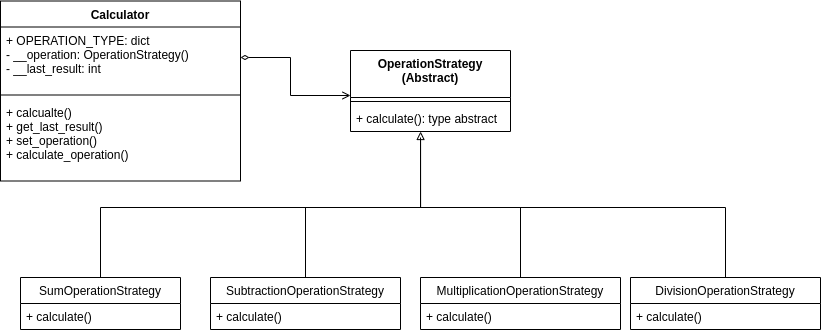 Calculator
+ OPERATION_TYPE: dict
- __operation: OperationStrategy()
- __last_result: int
+ calcualte()
+ get_last_result()
+ set_operation()
+ calculate_operation()
OperationStrategy
(Abstract)
+ calculate(): type abstract
SumOperationStrategy
+ calculate()
SubtractionOperationStrategy
+ calculate()
MultiplicationOperationStrategy
+ calculate()
DivisionOperationStrategy
+ calculate()